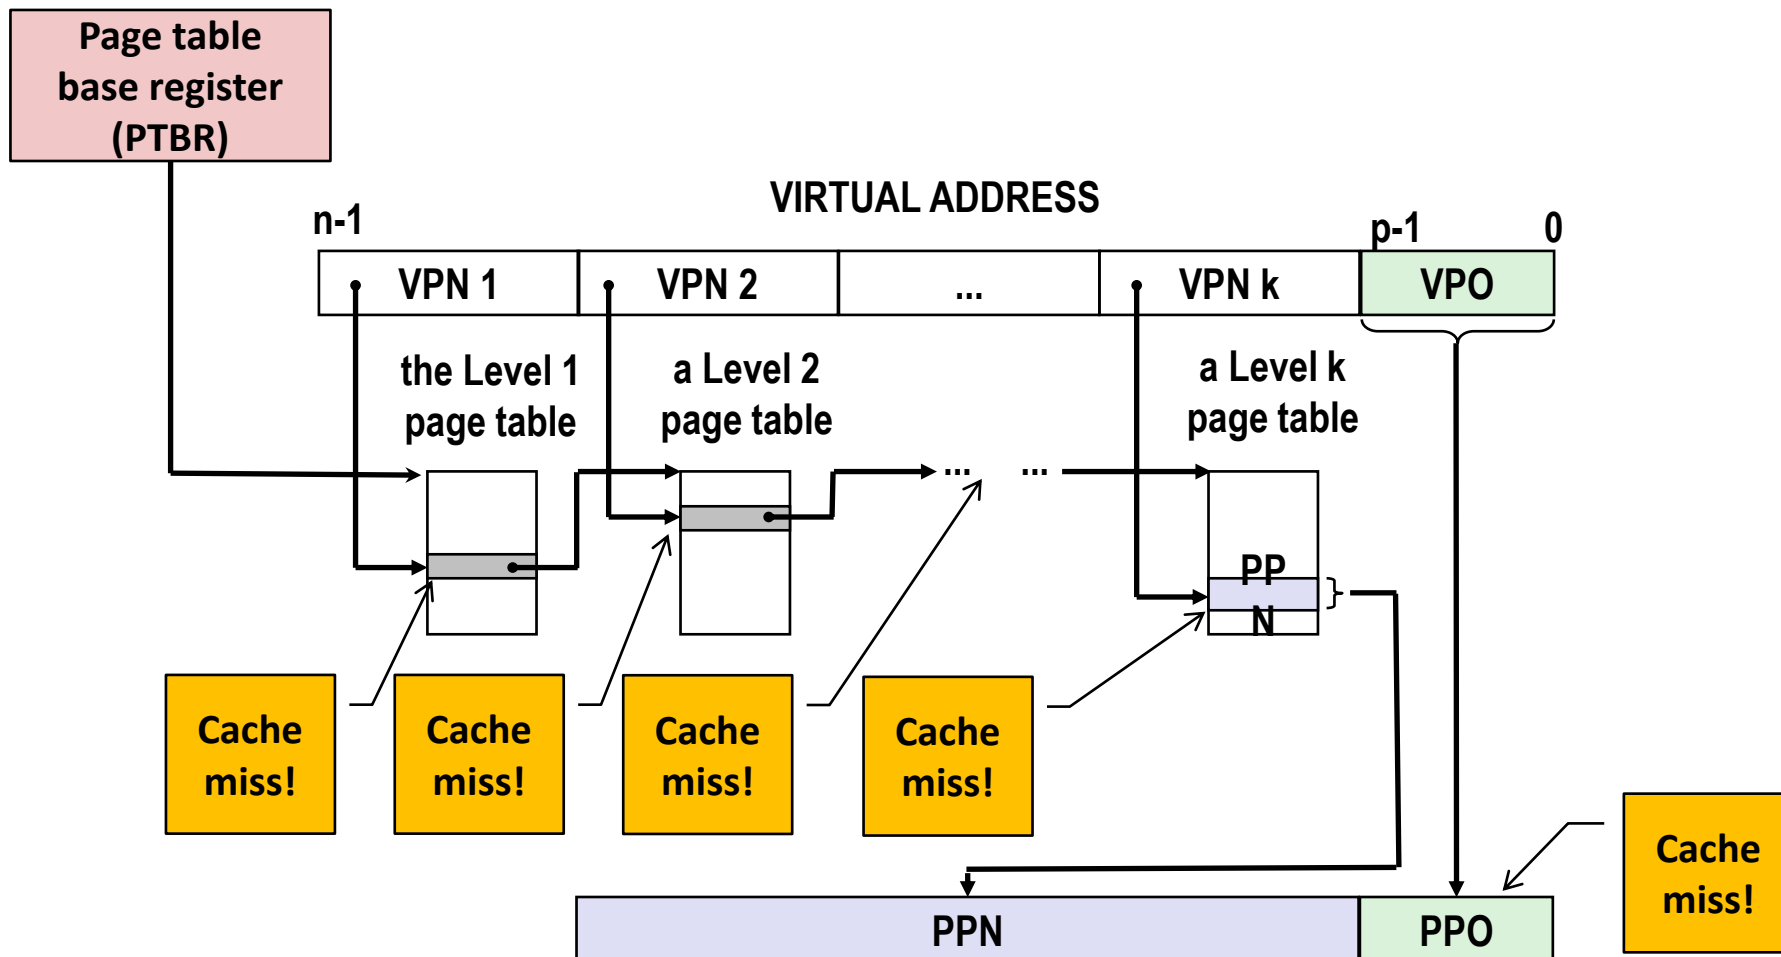 Page table
base register
(PTBR)
VIRTUAL ADDRESS
n-1
p-1
0
VPN 1
VPN 2
...
VPN k
VPO
the Level 1
page table
a Level 2
page table
a Level k
page table
...
...
PP
N
Cache
miss!
Cache
miss!
Cache
miss!
Cache
miss!
Cache
miss!
PPN
PPO